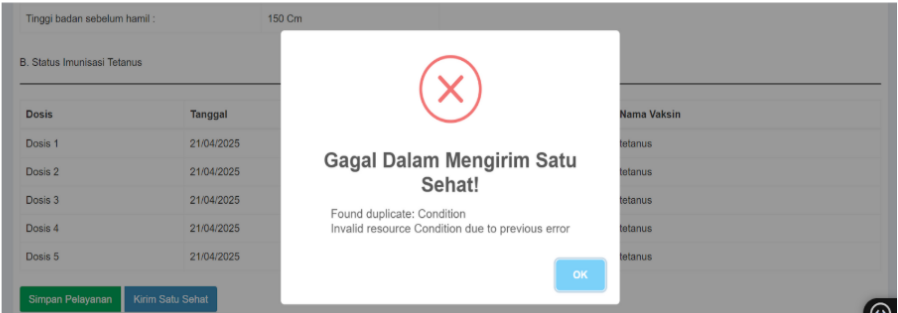 Tinggi badan sebelum hamil : 150 Cm
B. Status Imunisasi Tetanus
Dosis Tanggal Nama Vaksin
Dosis 1 21/04/2025 tetanus
Dosis 2 21/04/2025 tetanus
Dosis 3 21/04/2025 tetanus
Dosis 4 21/04/2025 tetanus
Dosis 5 21/04/2025 tetanus
Gagal Dalam Mengirim Satu
Sehat!
Found duplicate: Condition
Invalid resource Condition due to previous error
OK
Simpan Pelayanan Kirim Satu Sehat